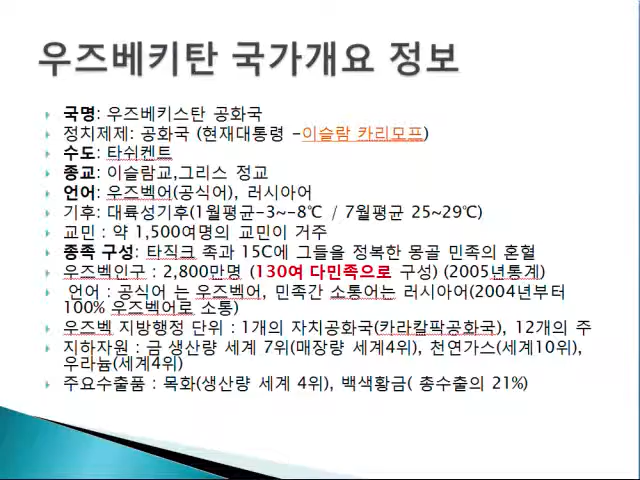 우즈베키탄 국가개요 정보
국명: 우즈베키스탄 공화국
정치제제: 공화국 (현재대통령 -이슬람 카리모프)
수도: 타쉬켄트
종교: 이슬람교,그리스 정교
언어: 우즈벡어(공식어), 러시아어
기후: 대륙성기후(1월평균-3~-8℃ / 7월평균 25~29℃)
교민 : 약 1,500여명의 교민이 거주
종족 구성: 타직크 족과 15C에 그들을 정복한 몽골 민족의 혼혈
우즈벡인구 : 2,800만명 (130여 다민족으로 구성) (2005년통계)
언어 : 공식어 는 우즈벡어, 민족간 소통어는 러시아어(2004년부터
100% 우즈벡어로 소통)
우즈벡 지방행정 단위 : 1개의 자치공화국(카라칼팍공화국), 12개의 주
지하자원 : 금 생산량 세계 7위(매장량 세계4위), 천연가스(세계10위),
우라늄(세계4위)
주요수출품 : 목화(생산량 세계 4위), 백색황금( 총수출의 21%)